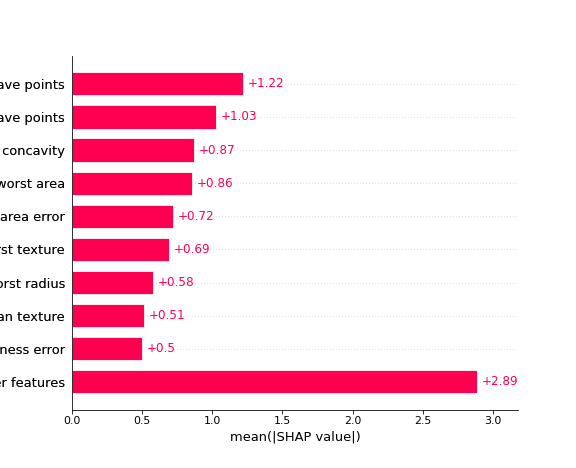 ave points +1.22
ave points +1.03
concavity +0.87
worst area +0.86
area error +0.72
rst texture +0.69
orst radius +0.58
an texture +0.51
ness error +0.5
er features +2.89
0.0 0.5 1.0 1.5 2.0 2.5 3.0
mean(|SHAP value|)